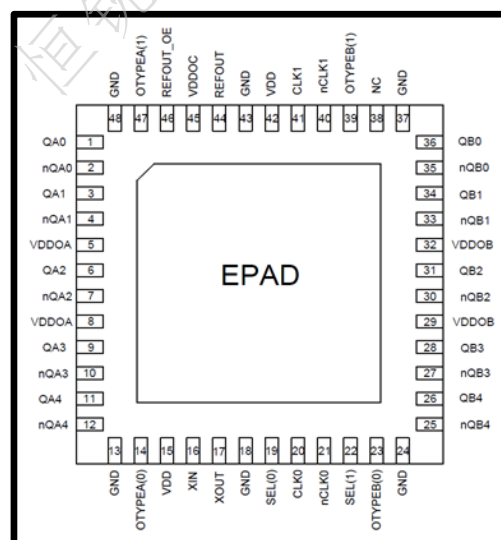 恒锐
GND OTYPEA(1) REFOUT_OE VDDOC REFOUT GND VDD CLK1 nCLK1 OTYPEB(1) NC GND
48 47 46 45 44 43 42 41 40 39 38 37
QA0 1 36 QB0
nQA0 2 35 nQB0
QA1 3 34 QB1
nQA1 4 33 nQB1
VDDOA 5 32 VDDOB
QA2 6 31 QB2
nQA2 7 30 nQB2
EPAD
VDDOA 8 29 VDDOB
QA3 9 28 QB3
nQA3 10 27 nQB3
QA4 11 26 QB4
nQA4 12 25 nQB4
13 14 15 16 17 18 19 20 21 22 23 24
GND OTYPEA(0) VDD XIN XOUT GND SEL(0) CLK0 nCLK0 SEL(1) OTYPEB(0) GND